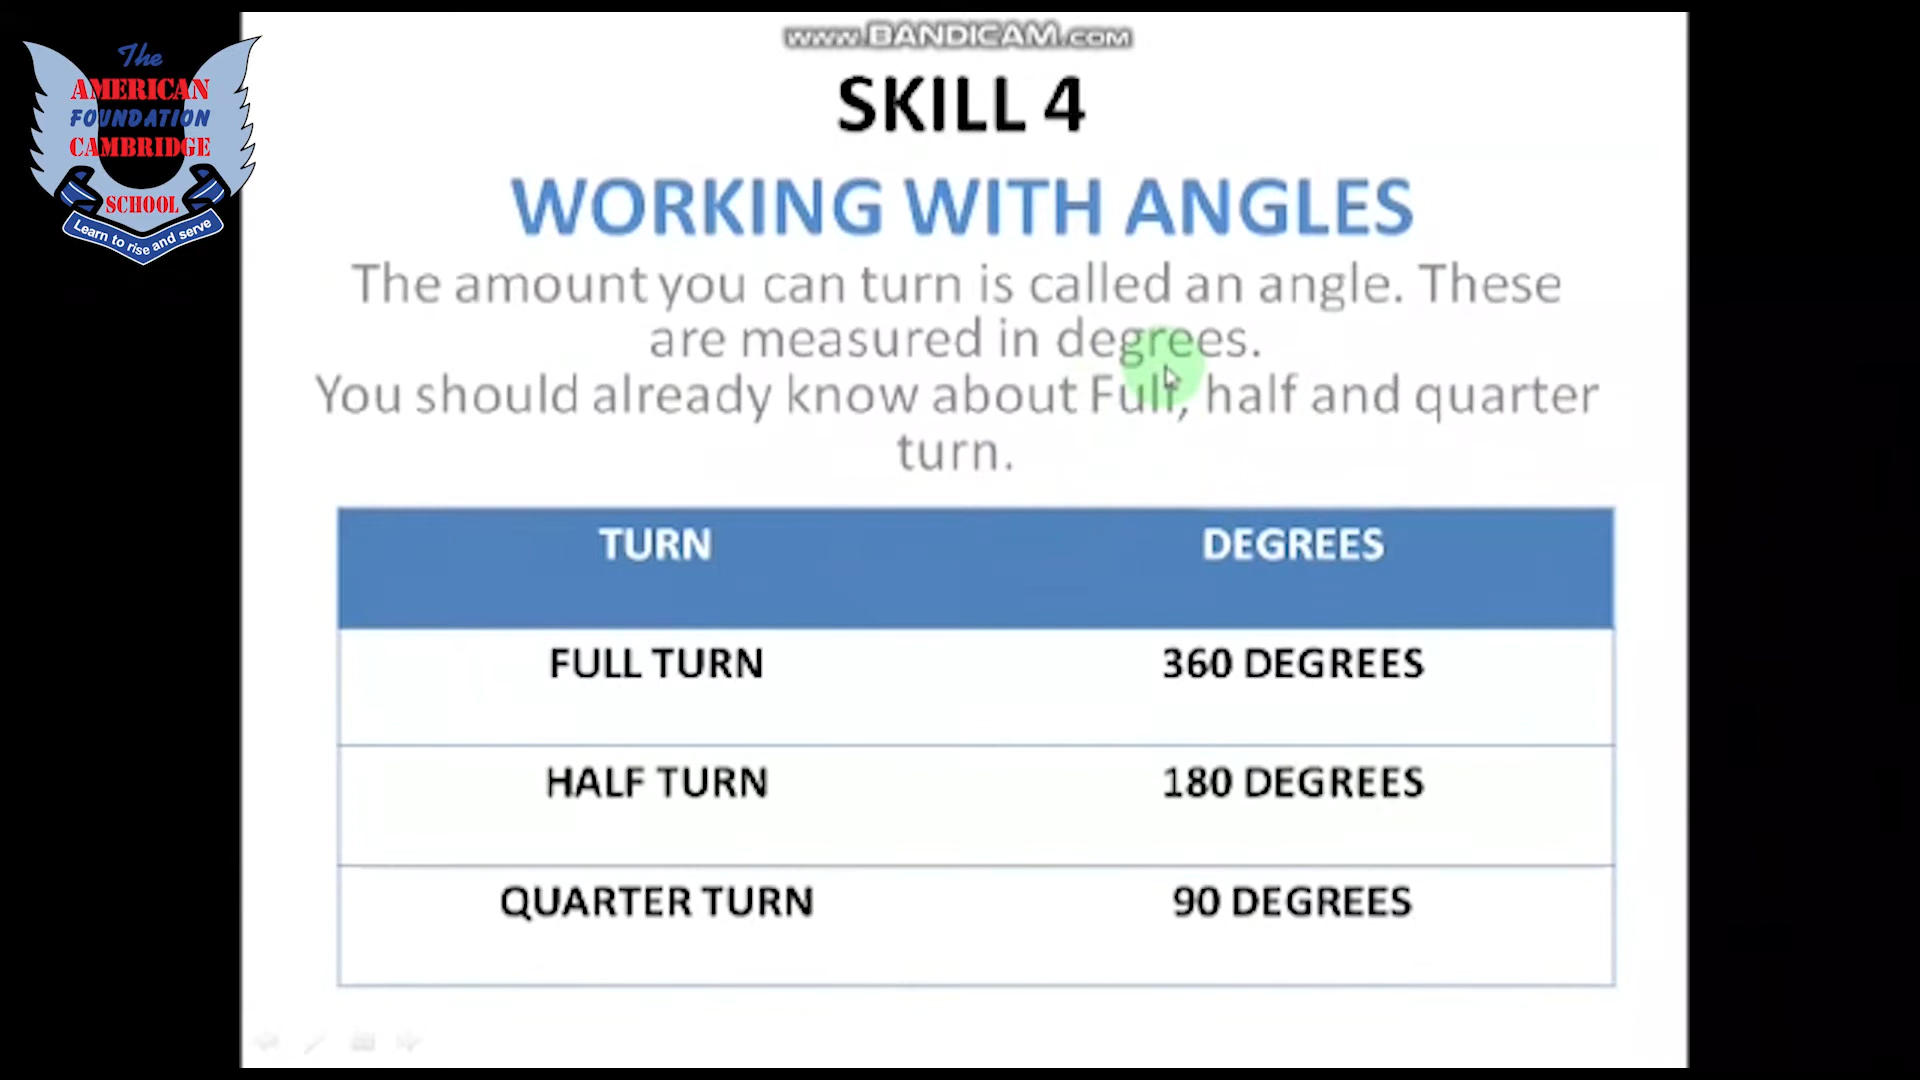 www.BANDICAM.com
The
AMERICAN
FOUNDATION
CAMBRIDGE
SCHOOL
Learn to rise and serve
SKILL 4
WORKING WITH ANGLES
The amount you can turn is called an angle. These
are measured in degrees.
You should already know about Full, half and quarter
turn.
TURN DEGREES
FULL TURN 360 DEGREES
HALF TURN 180 DEGREES
QUARTER TURN 90 DEGREES